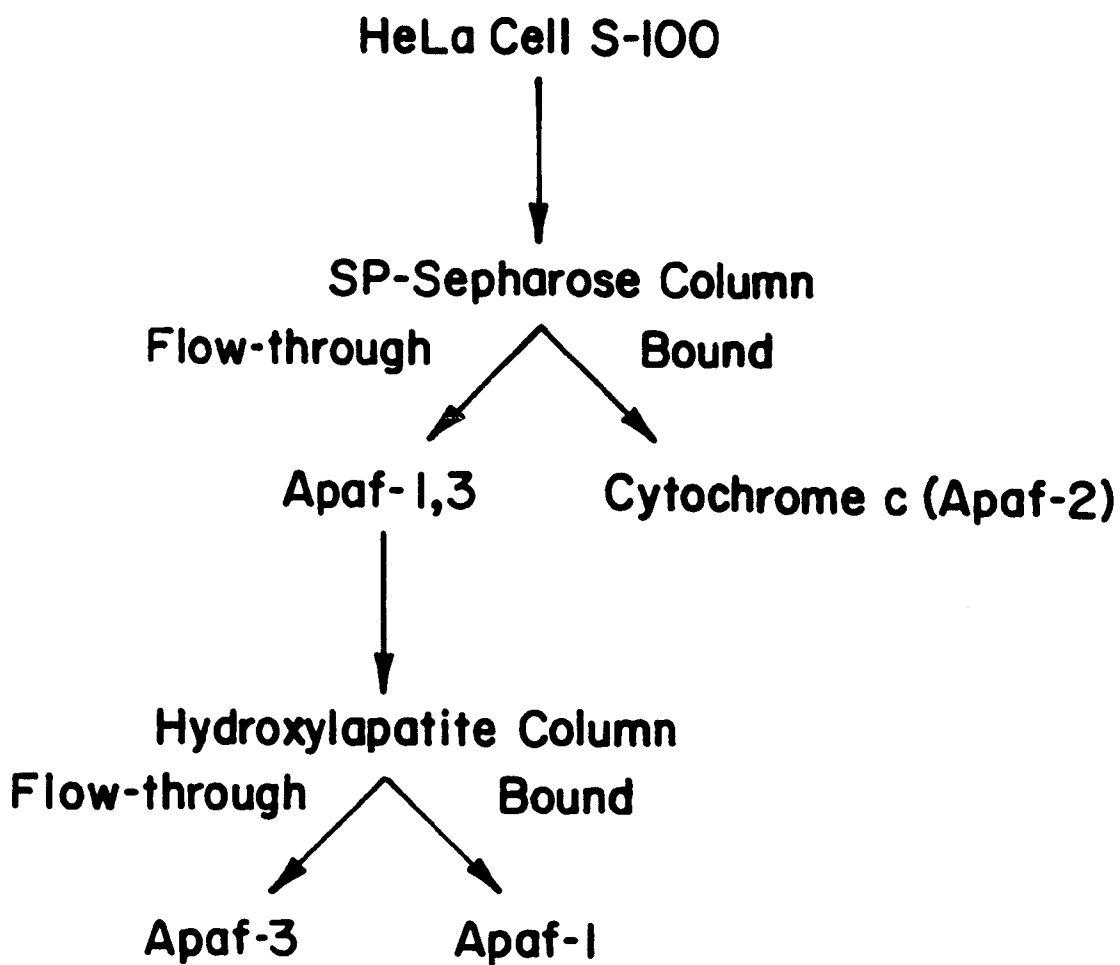 HeLa Cell S-100
SP-Sepharose Column
Flow-through Bound
Apaf-1,3 Cytochrome c (Apaf-2)
Hydroxylapatite Column
Flow-through Bound
Apaf-3 Apaf-1